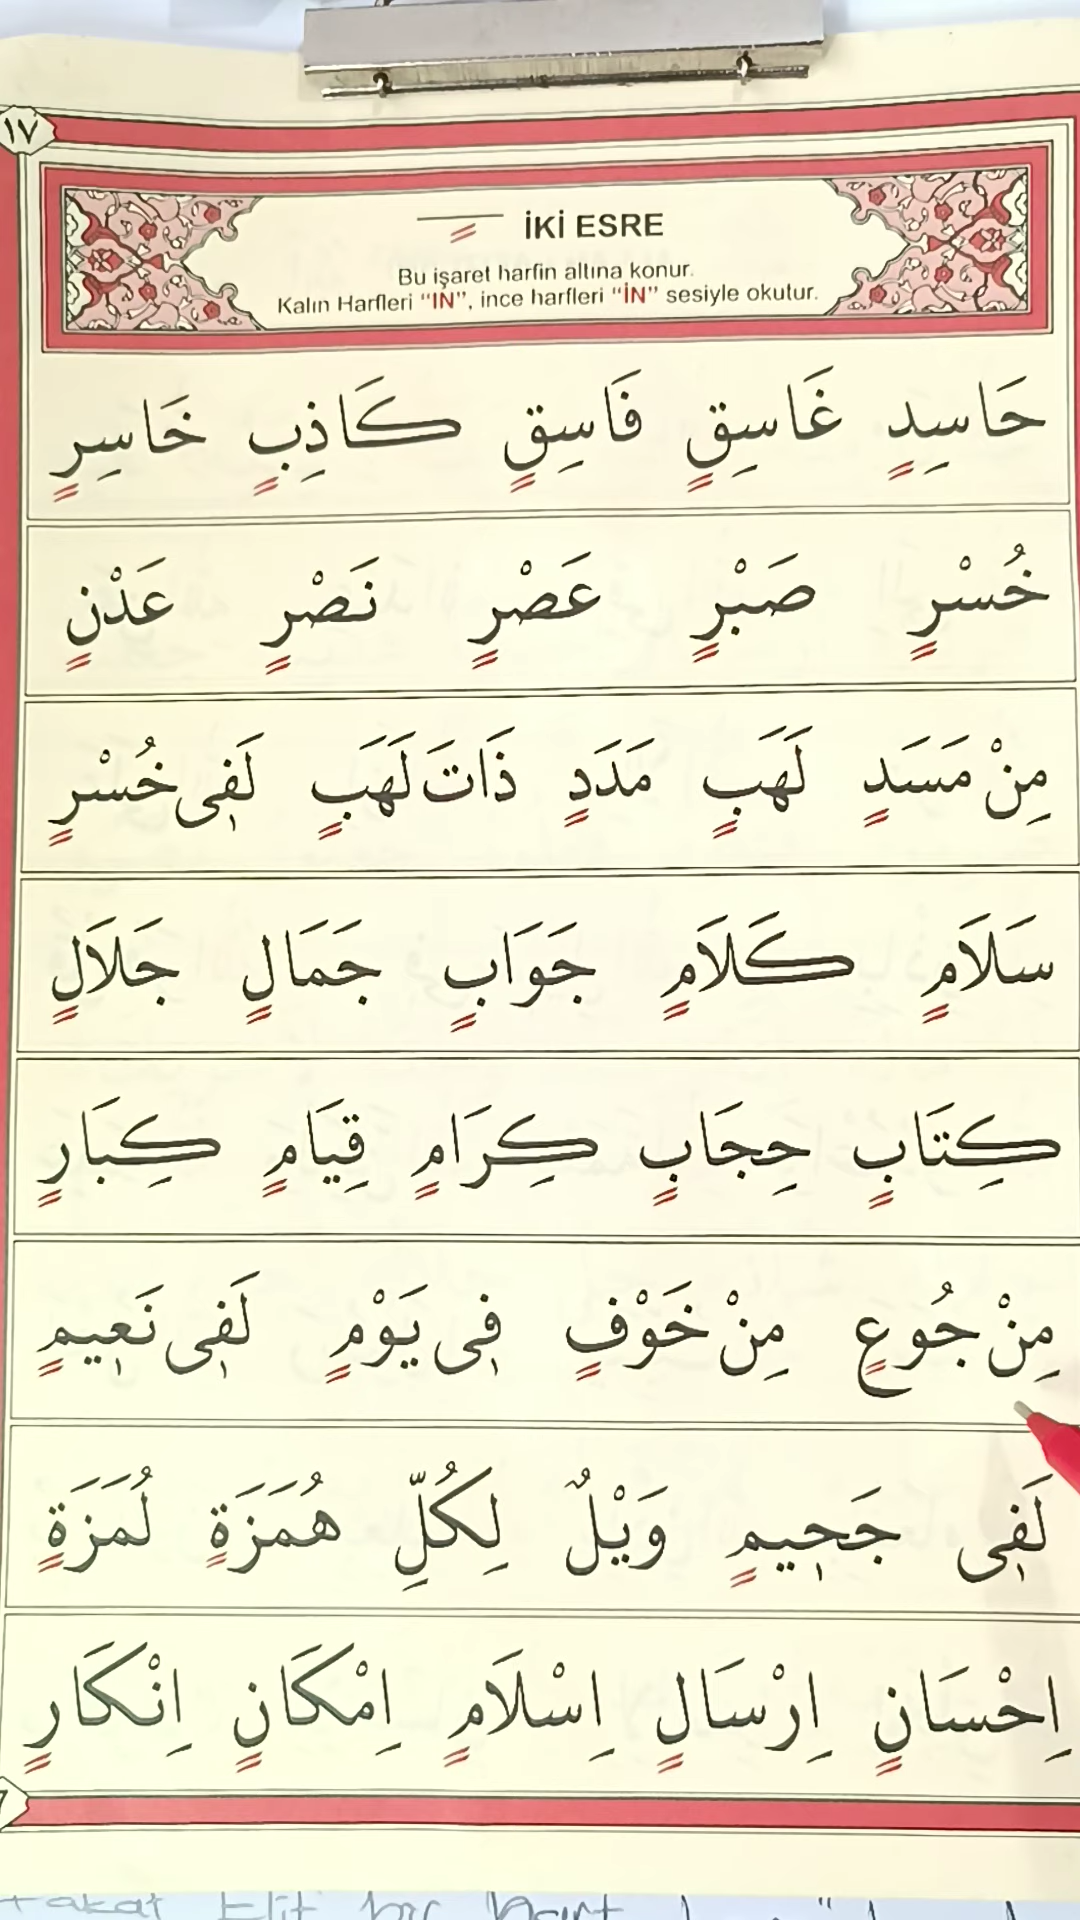 ١٧
İKİ ESRE
Bu işaret harfin altına konur.
Kalın Harfleri “IN”, ince harfleri “İN” sesiyle okutur.
حَاسِدٍ غَاسِقٍ فَاسِقٍ كَاذِبٍ خَاسِرٍ
خُسْرٍ صَبْرٍ عَصْرٍ نَصْرٍ عَدْنٍ
مِنْ مَسَدٍ لَهَبٍ مَدَدٍ ذَاتَ لَهَبٍ لَفٖى خُسْرٍ
سَلَامٍ كَلَامٍ جَوَابٍ جَمَالٍ جَلَالٍ
كِتَابٍ حِجَابٍ كِرَامٍ قِيَامٍ كِبَارٍ
مِنْ جُوعٍ مِنْ خَوْفٍ فٖى يَوْمٍ لَفٖى نَعٖيمٍ
لَفٖى جَحٖيمٍ وَيْلٌ لِكُلِّ هُمَزَةٍ لُمَزَةٍ
اِحْسَانٍ اِرْسَالٍ اِسْلَامٍ اِمْكَانٍ اِنْكَارٍ